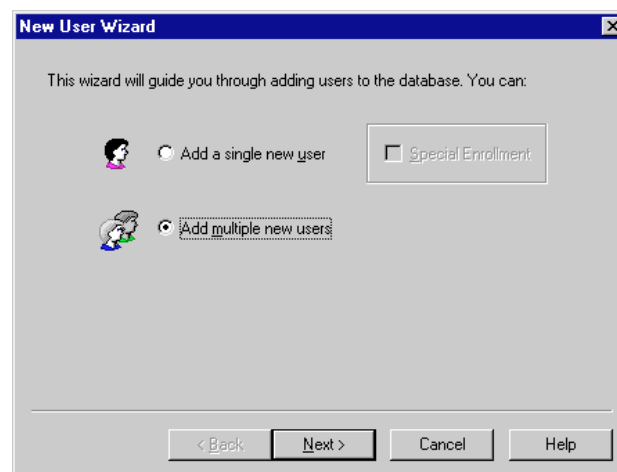 New User Wizard
This wizard will guide you through adding users to the database. You can:
Add a single new user
Special Enrollment
Add multiple new users
< Back Next > Cancel Help